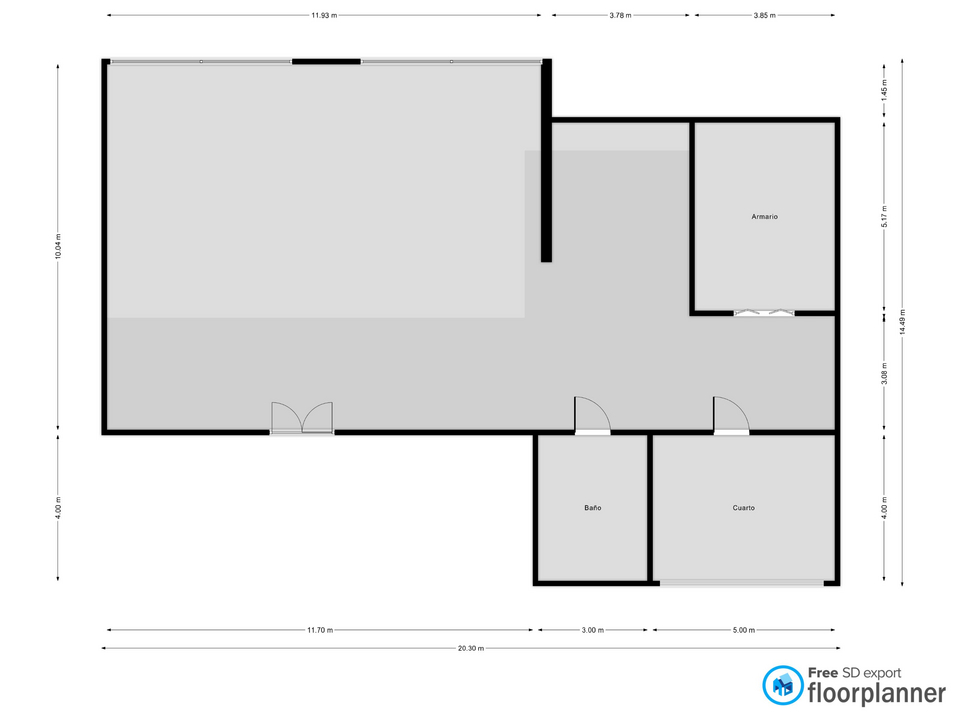 11.93 m
3.78 m
3.85 m
1.45 m
5.17 m
10.04 m
Armario
14.49 m
3.08 m
4.00 m
Baño
Cuarto
4.00 m
11.70 m
3.00 m
5.00 m
20.30 m
Free SD export
floorplanner